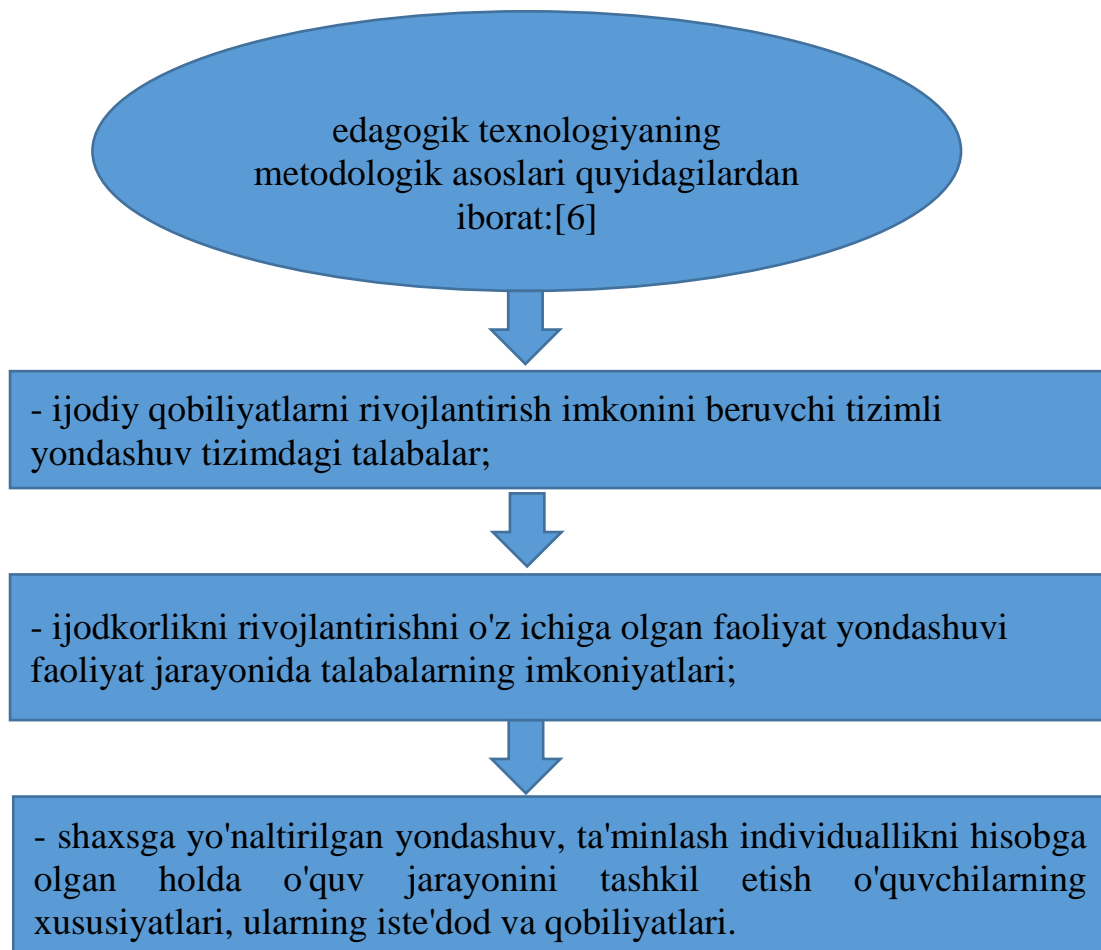 edagogik texnologiyaning
metodologik asoslari quyidagilardan
iborat:[6]
- ijodiy qobiliyatlarni rivojlantirish imkonini beruvchi tizimli
yondashuv tizimdagi talabalar;
- ijodkorlikni rivojlantirishni o'z ichiga olgan faoliyat yondashuvi
faoliyat jarayonida talabalarning imkoniyatlari;
- shaxsga yo'naltirilgan yondashuv, ta'minlash individuallikni hisobga
olgan holda o'quv jarayonini tashkil etish o'quvchilarning
xususiyatlari, ularning iste'dod va qobiliyatlari.